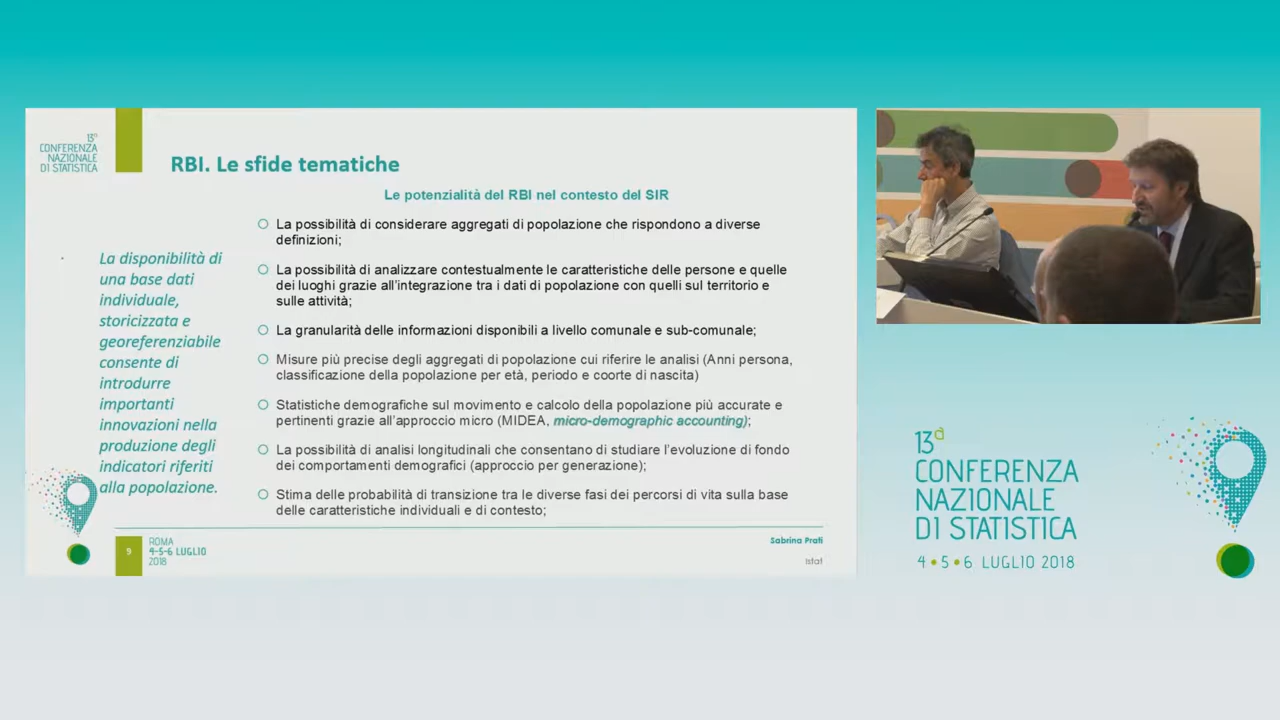 13a
CONFERENZA
NAZIONALE
DI STATISTICA
RBI. Le sfide tematiche
Le potenzialità del RBI nel contesto del SIR
La disponibilità di
una base dati
individuale,
storicizzata e
georeferenziabile
consente di
introdurre
importanti
innovazioni nella
produzione degli
indicatori riferiti
alla popolazione.
La possibilità di considerare aggregati di popolazione che rispondono a diverse
definizioni;
La possibilità di analizzare contestualmente le caratteristiche delle persone e quelle
dei luoghi grazie all'integrazione tra i dati di popolazione con quelli sul territorio e
sulle attività;
La granularità delle informazioni disponibili a livello comunale e sub-comunale;
Misure più precise degli aggregati di popolazione cui riferire le analisi (Anni persona,
classificazione della popolazione per età, periodo e coorte di nascita)
Statistiche demografiche sul movimento e calcolo della popolazione più accurate e
pertinenti grazie all'approccio micro (MIDEA, micro-demographic accounting);
La possibilità di analisi longitudinali che consentano di studiare l'evoluzione di fondo
dei comportamenti demografici (approccio per generazione);
Stima delle probabilità di transizione tra le diverse fasi dei percorsi di vita sulla base
delle caratteristiche individuali e di contesto;
9
ROMA
4-5-6 LUGLIO
2018
Sabrina Prati
Istat
13a
CONFERENZA
NAZIONALE
DI STATISTICA
4 • 5 • 6 LUGLIO 2018